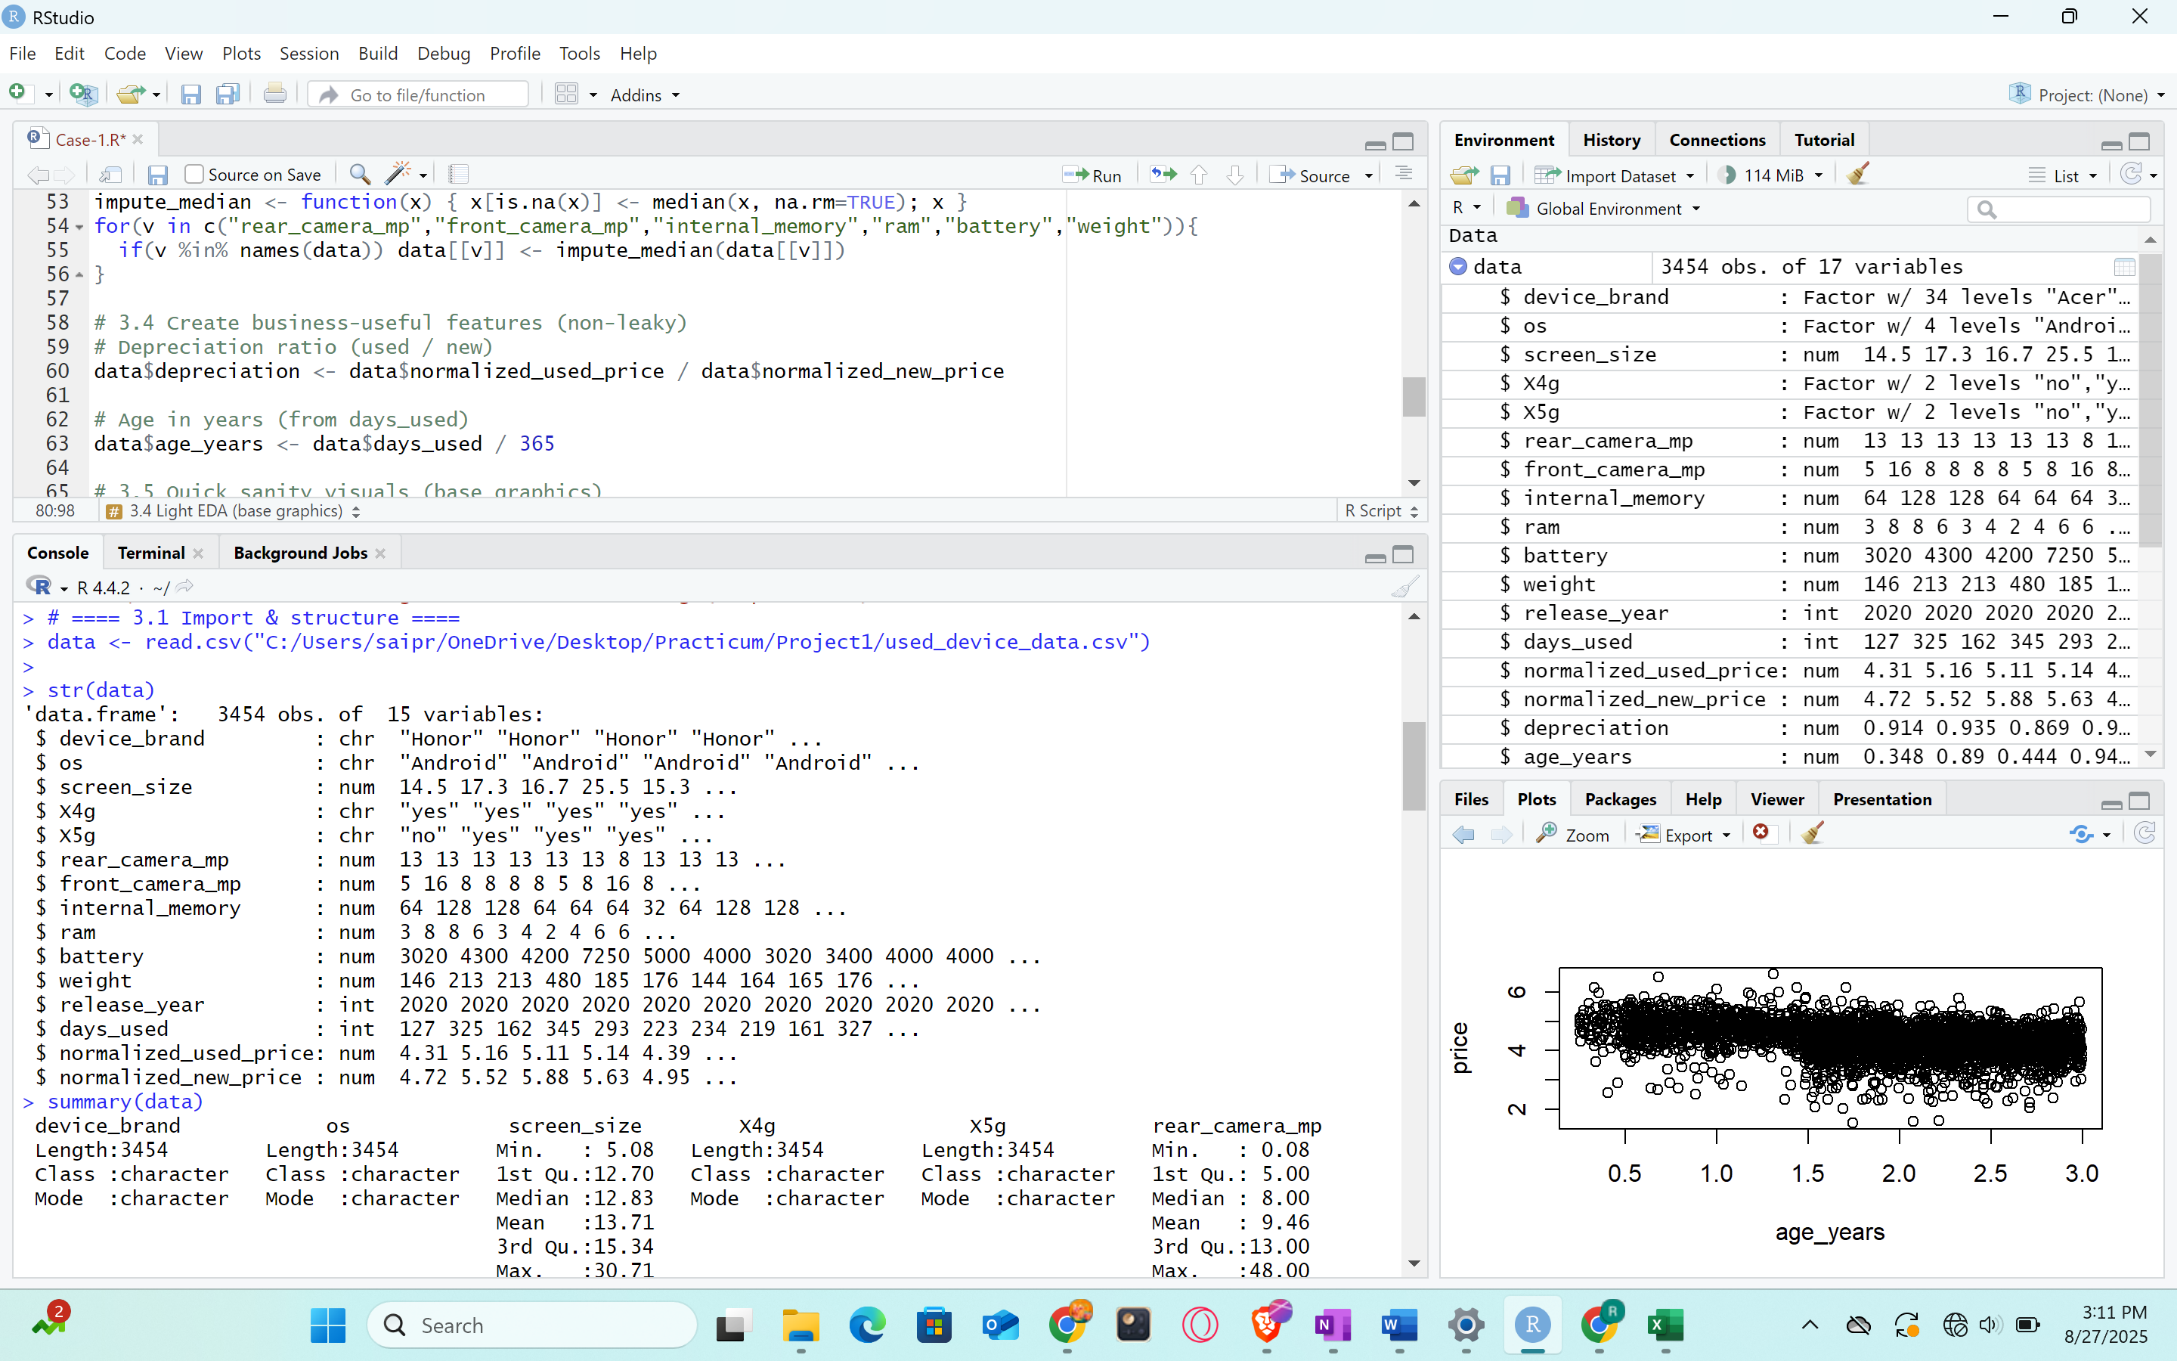 RStudio
File Edit Code View Plots Session Build Debug Profile Tools Help
Go to file/function Addins Project: (None)
Case-1.R*
Source on Save Run Source
53 impute_median <- function(x) { x[is.na(x)] <- median(x, na.rm=TRUE); x }
54 for(v in c("rear_camera_mp","front_camera_mp","internal_memory","ram","battery","weight")){
55 if(v %in% names(data)) data[[v]] <- impute_median(data[[v]])
56 }
57
58 # 3.4 Create business-useful features (non-leaky)
59 # Depreciation ratio (used / new)
60 data$depreciation <- data$normalized_used_price / data$normalized_new_price
61
62 # Age in years (from days_used)
63 data$age_years <- data$days_used / 365
64
65 # 3.5 Quick sanity visuals (base graphics)
80:98 # 3.4 Light EDA (base graphics) R Script
Console Terminal Background Jobs
R 4.4.2 · ~/
> # ==== 3.1 Import & structure ====
> data <- read.csv("C:/Users/saipr/OneDrive/Desktop/Practicum/Project1/used_device_data.csv")
>
> str(data)
'data.frame': 3454 obs. of 15 variables:
$ device_brand : chr "Honor" "Honor" "Honor" "Honor" ...
$ os : chr "Android" "Android" "Android" "Android" ...
$ screen_size : num 14.5 17.3 16.7 25.5 15.3 ...
$ X4g : chr "yes" "yes" "yes" "yes" ...
$ X5g : chr "no" "yes" "yes" "yes" ...
$ rear_camera_mp : num 13 13 13 13 13 13 8 13 13 13 ...
$ front_camera_mp : num 5 16 8 8 8 8 5 8 16 8 ...
$ internal_memory : num 64 128 128 64 64 64 32 64 128 128 ...
$ ram : num 3 8 8 6 3 4 2 4 6 6 ...
$ battery : num 3020 4300 4200 7250 5000 4000 3020 3400 4000 4000 ...
$ weight : num 146 213 213 480 185 176 144 164 165 176 ...
$ release_year : int 2020 2020 2020 2020 2020 2020 2020 2020 2020 2020 ...
$ days_used : int 127 325 162 345 293 223 234 219 161 327 ...
$ normalized_used_price: num 4.31 5.16 5.11 5.14 4.39 ...
$ normalized_new_price : num 4.72 5.52 5.88 5.63 4.95 ...
> summary(data)
device_brand os screen_size X4g X5g rear_camera_mp
Length:3454 Length:3454 Min. : 5.08 Length:3454 Length:3454 Min. : 0.08
Class :character Class :character 1st Qu.:12.70 Class :character Class :character 1st Qu.: 5.00
Mode :character Mode :character Median :12.83 Mode :character Mode :character Median : 8.00
Mean :13.71 Mean : 9.46
3rd Qu.:15.34 3rd Qu.:13.00
Max. :30.71 Max. :48.00
Environment History Connections Tutorial
Import Dataset 114 MiB List
R Global Environment
Data
data 3454 obs. of 17 variables
$ device_brand : Factor w/ 34 levels "Acer"…
$ os : Factor w/ 4 levels "Androi…
$ screen_size : num 14.5 17.3 16.7 25.5 1…
$ X4g : Factor w/ 2 levels "no","y…
$ X5g : Factor w/ 2 levels "no","y…
$ rear_camera_mp : num 13 13 13 13 13 13 8 1…
$ front_camera_mp : num 5 16 8 8 8 8 5 8 16 8…
$ internal_memory : num 64 128 128 64 64 64 3…
$ ram : num 3 8 8 6 3 4 2 4 6 6 .…
$ battery : num 3020 4300 4200 7250 5…
$ weight : num 146 213 213 480 185 1…
$ release_year : int 2020 2020 2020 2020 2…
$ days_used : int 127 325 162 345 293 2…
$ normalized_used_price: num 4.31 5.16 5.11 5.14 4…
$ normalized_new_price : num 4.72 5.52 5.88 5.63 4…
$ depreciation : num 0.914 0.935 0.869 0.9…
$ age_years : num 0.348 0.89 0.444 0.94…
Files Plots Packages Help Viewer Presentation
Zoom Export
price
6
4
2
0.5 1.0 1.5 2.0 2.5 3.0
age_years
2
Search
3:11 PM
8/27/2025